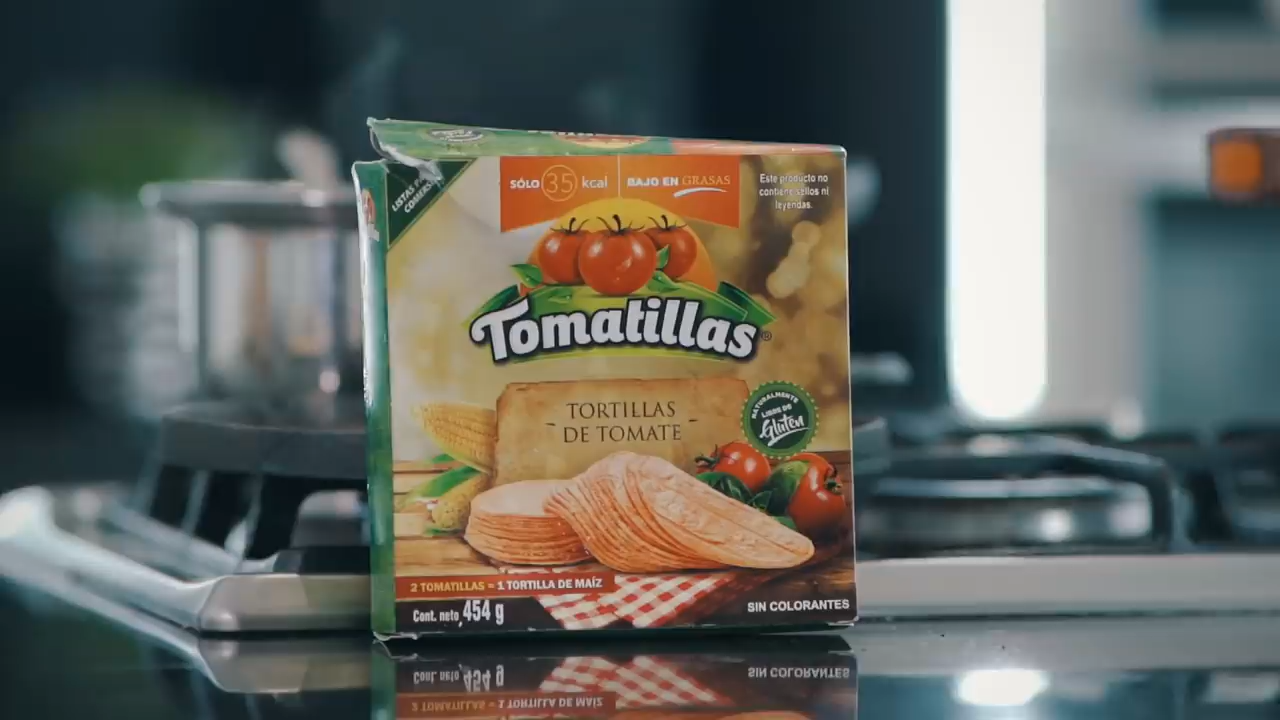 LISTAS
SÓLO 35 kcal
BAJO EN GRASAS
Este producto no
contiene sellos ni
leyendas.
Tomatillas
TORTILLAS
DE TOMATE
NATURALMENTE
LIBRE DE
Gluten
2 TOMATILLAS = 1 TORTILLA DE MAÍZ
Cont. neto 454 g
SIN COLORANTES